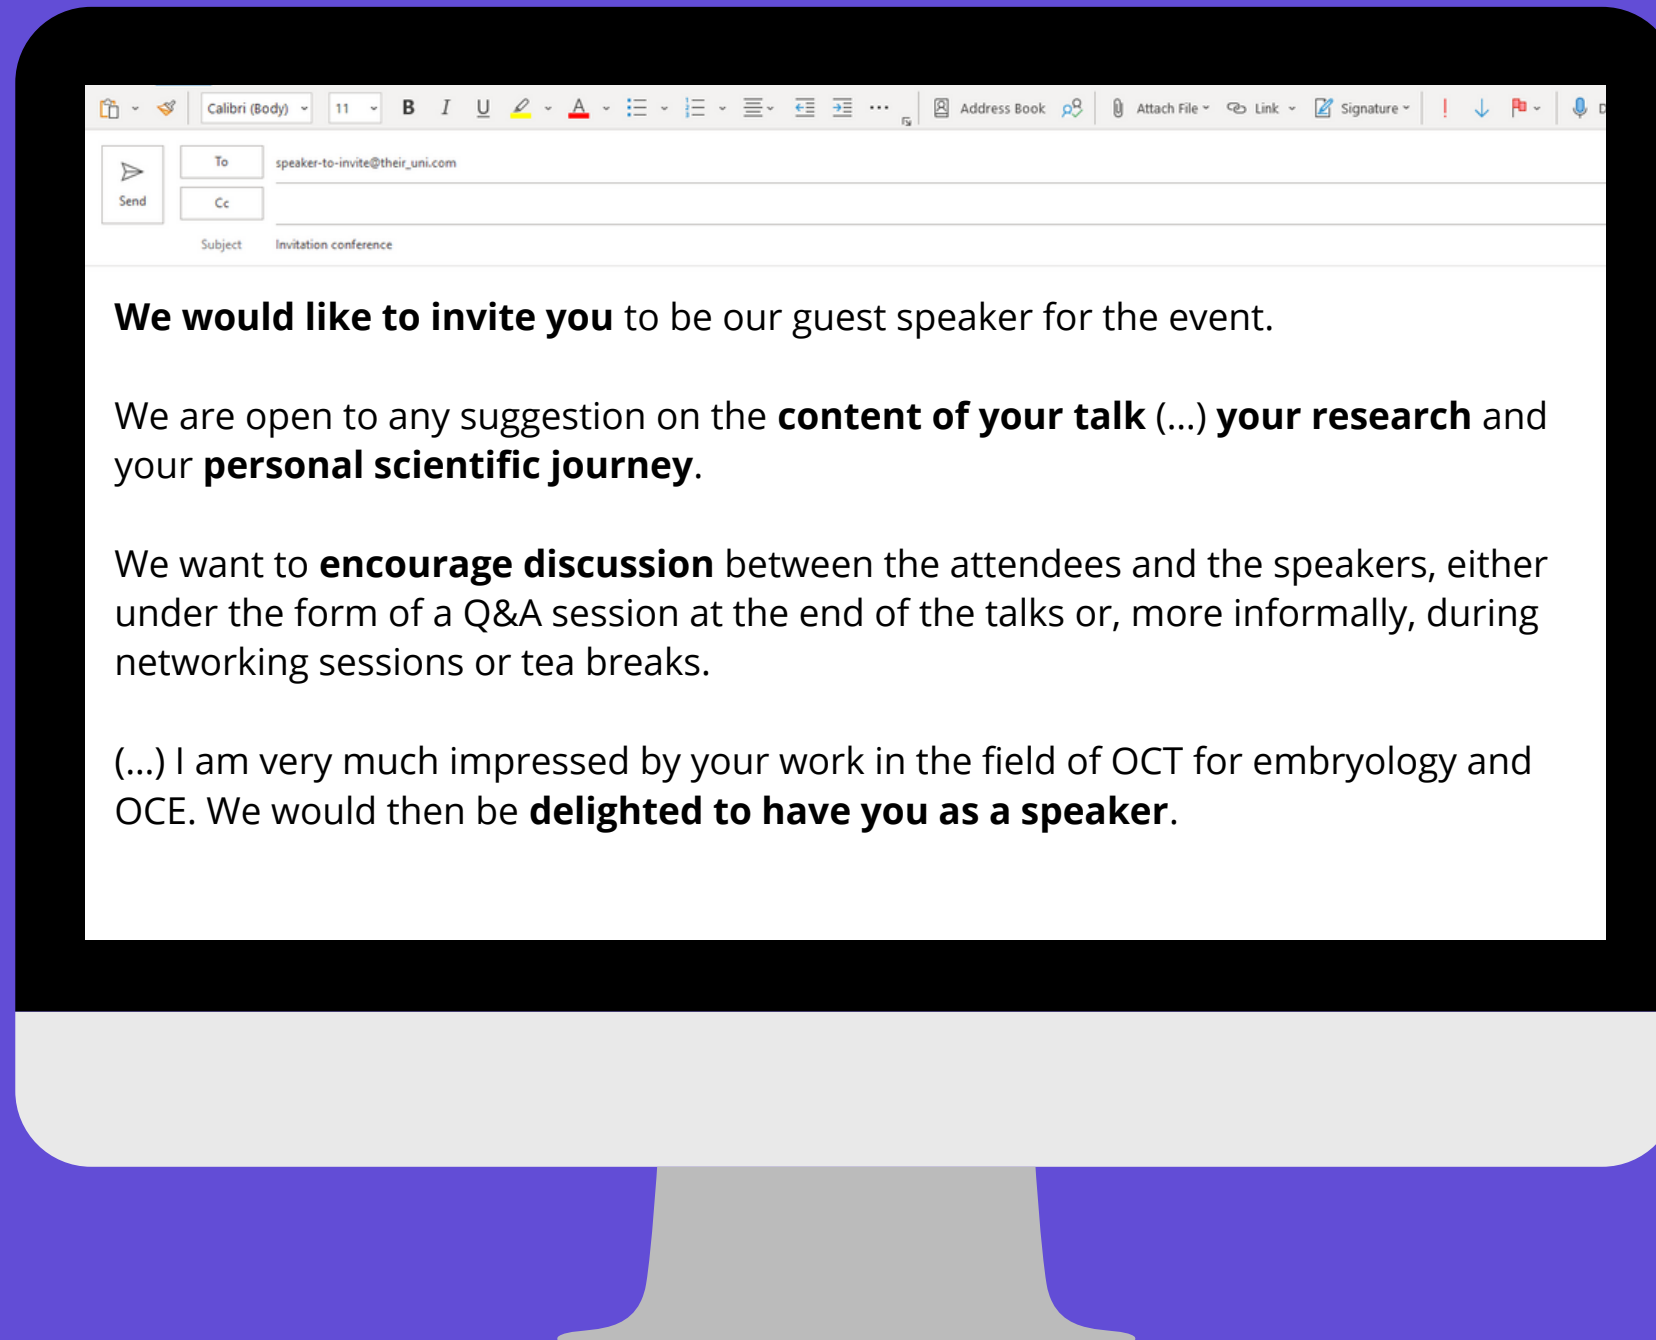 Calibri (Body) 11 B I U A Address Book Attach File Link Signature
To speaker-to-invite@their_uni.com
Send Cc
Subject Invitation conference
We would like to invite you to be our guest speaker for the event.
We are open to any suggestion on the content of your talk (...) your research and
your personal scientific journey.
We want to encourage discussion between the attendees and the speakers, either
under the form of a Q&A session at the end of the talks or, more informally, during
networking sessions or tea breaks.
(...) I am very much impressed by your work in the field of OCT for embryology and
OCE. We would then be delighted to have you as a speaker.